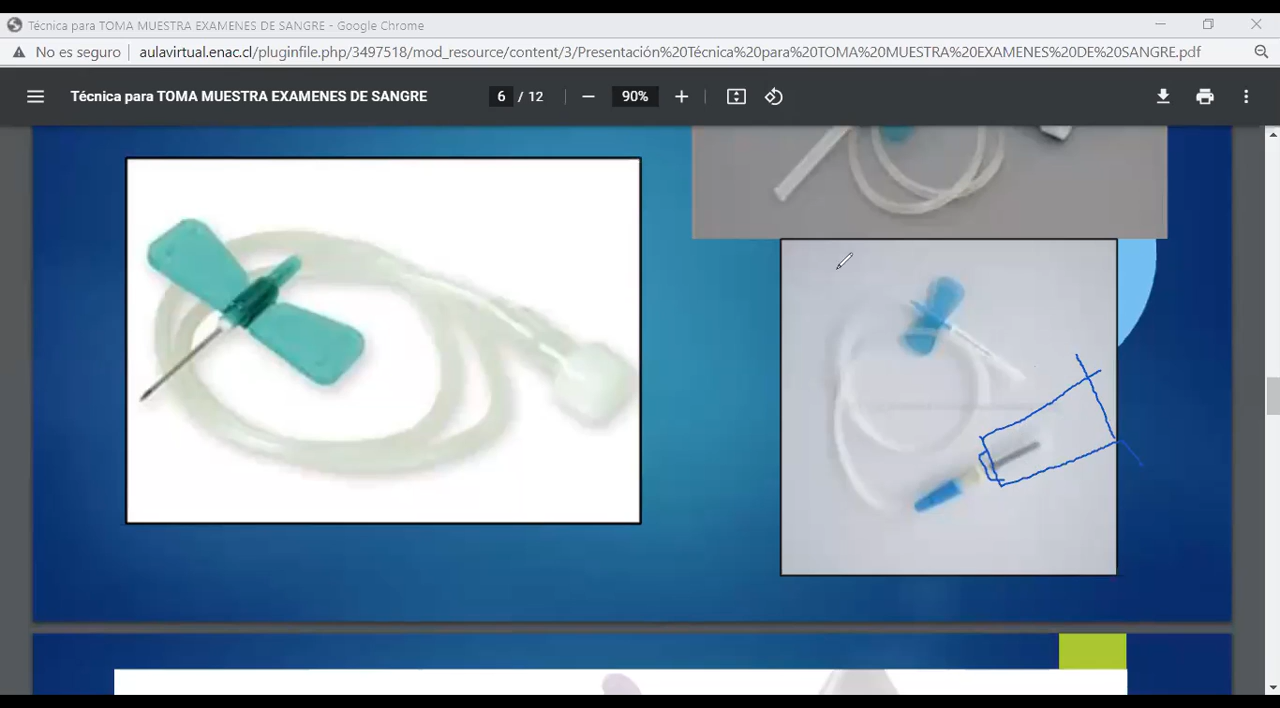 Técnica para TOMA MUESTRA EXAMENES DE SANGRE - Google Chrome
No es seguro | aulavirtual.enac.cl/pluginfile.php/3497518/mod_resource/content/3/Presentación%20Técnica%20para%20TOMA%20MUESTRA%20EXAMENES%20DE%20SANGRE.pdf
Técnica para TOMA MUESTRA EXAMENES DE SANGRE 6 / 12 90%